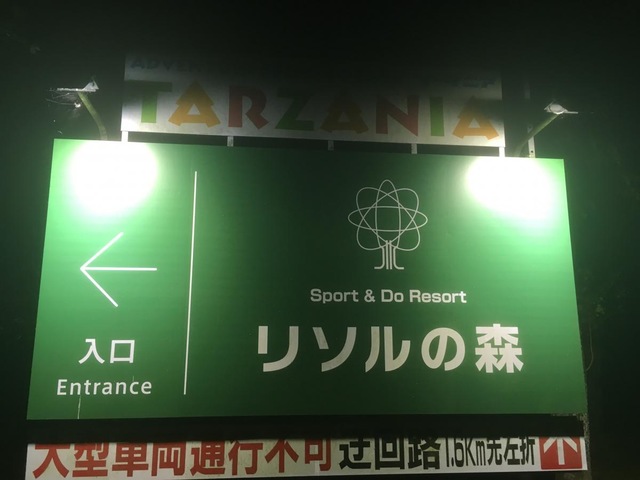 TARZANIA
Sport & Do Resort
リソルの森
入口
Entrance
大型車両通行不可 迂回路1.5Km先左折